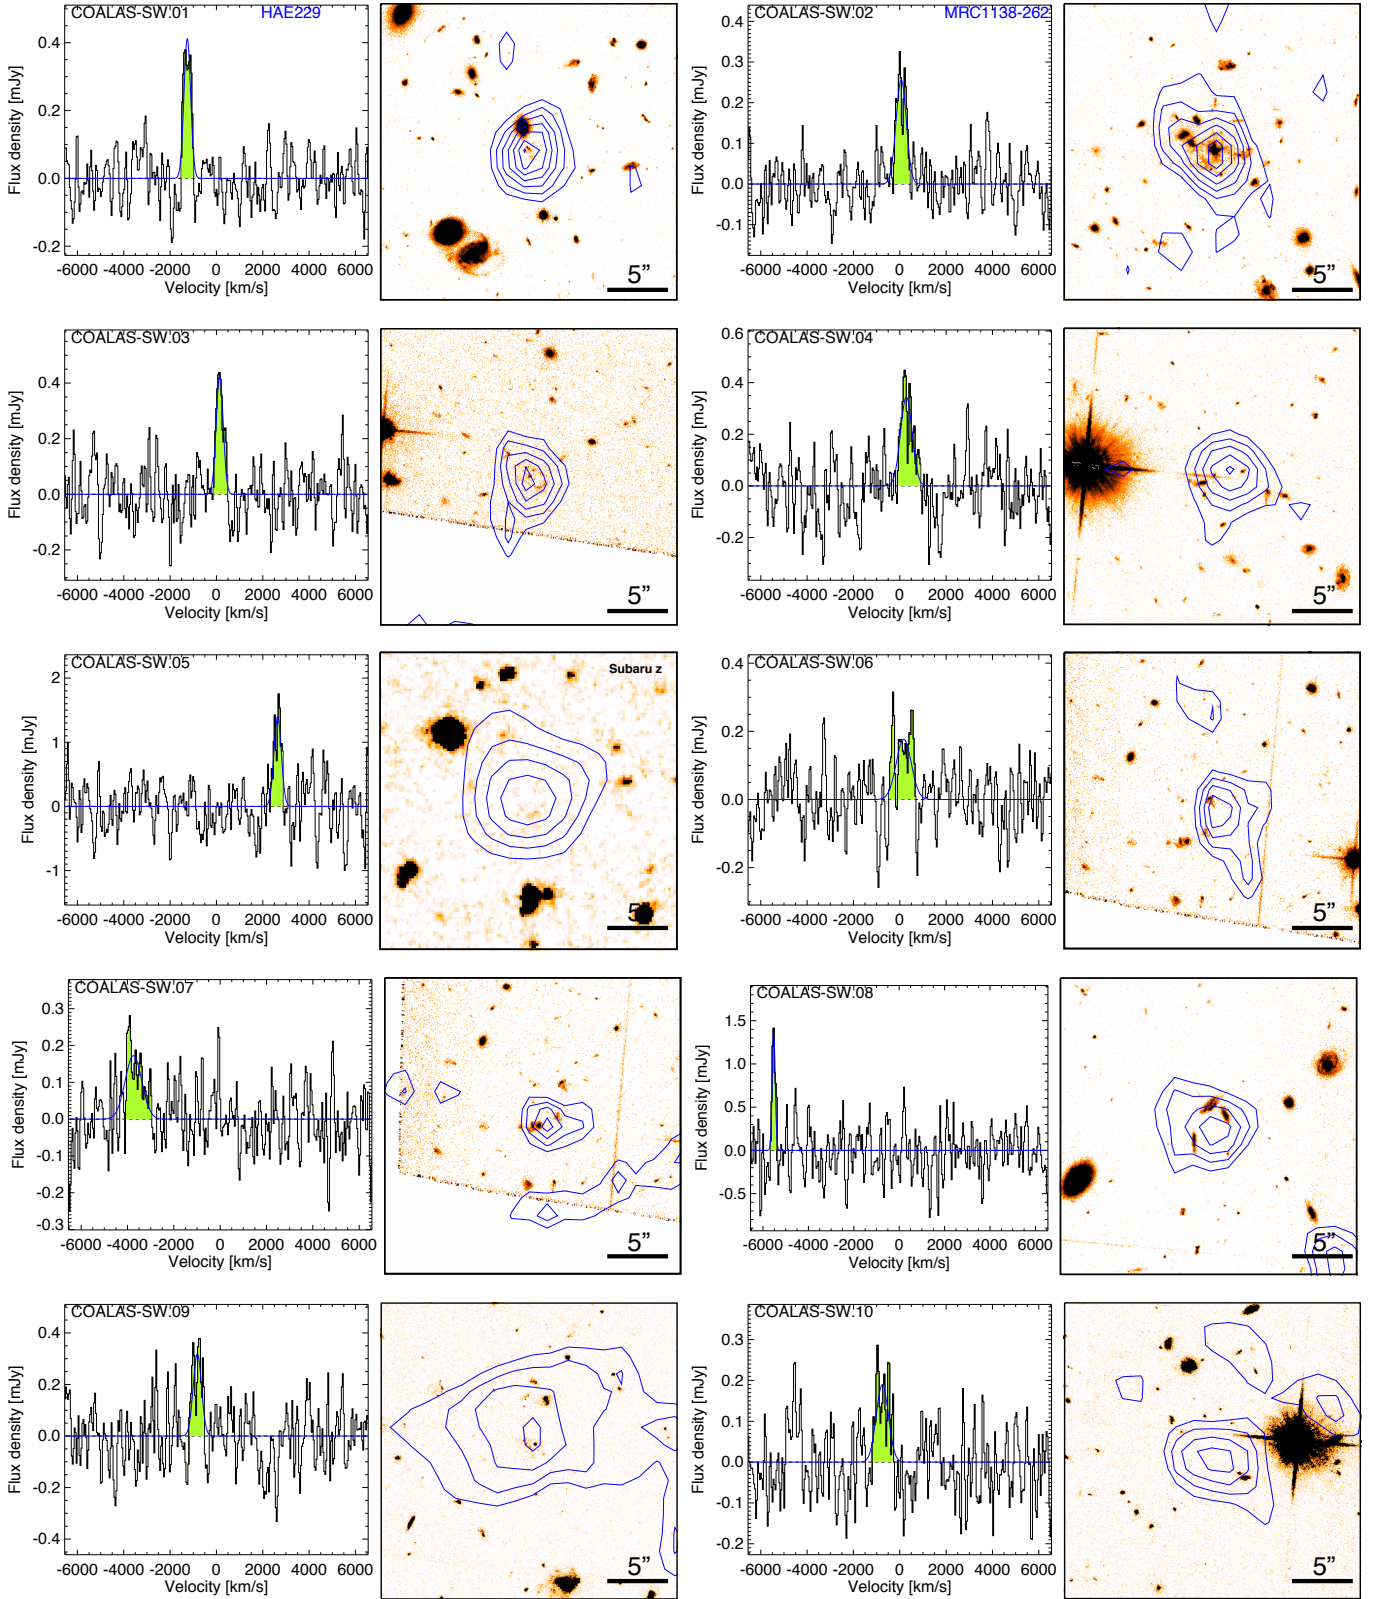 COALAS-SW.01 HAE229
Flux density [mJy]
0.4
0.2
0.0
-0.2
-6000 -4000 -2000 0 2000 4000 6000
Velocity [km/s]
5”
COALAS-SW.02 MRC1138-262
Flux density [mJy]
0.4
0.3
0.2
0.1
0.0
-0.1
-6000 -4000 -2000 0 2000 4000 6000
Velocity [km/s]
5”
COALAS-SW.03
Flux density [mJy]
0.4
0.2
0.0
-0.2
-6000 -4000 -2000 0 2000 4000 6000
Velocity [km/s]
5”
COALAS-SW.04
Flux density [mJy]
0.6
0.4
0.2
0.0
-0.2
-6000 -4000 -2000 0 2000 4000 6000
Velocity [km/s]
5”
COALAS-SW.05
Flux density [mJy]
2
1
0
-1
-6000 -4000 -2000 0 2000 4000 6000
Velocity [km/s]
Subaru z
5”
COALAS-SW.06
Flux density [mJy]
0.4
0.2
0.0
-0.2
-6000 -4000 -2000 0 2000 4000 6000
Velocity [km/s]
5”
COALAS-SW.07
Flux density [mJy]
0.3
0.2
0.1
0.0
-0.1
-0.2
-0.3
-6000 -4000 -2000 0 2000 4000 6000
Velocity [km/s]
5”
COALAS-SW.08
Flux density [mJy]
1.5
1.0
0.5
0.0
-0.5
-6000 -4000 -2000 0 2000 4000 6000
Velocity [km/s]
5”
COALAS-SW.09
Flux density [mJy]
0.4
0.2
0.0
-0.2
-0.4
-6000 -4000 -2000 0 2000 4000 6000
Velocity [km/s]
5”
COALAS-SW.10
Flux density [mJy]
0.3
0.2
0.1
0.0
-0.1
-0.2
-6000 -4000 -2000 0 2000 4000 6000
Velocity [km/s]
5”